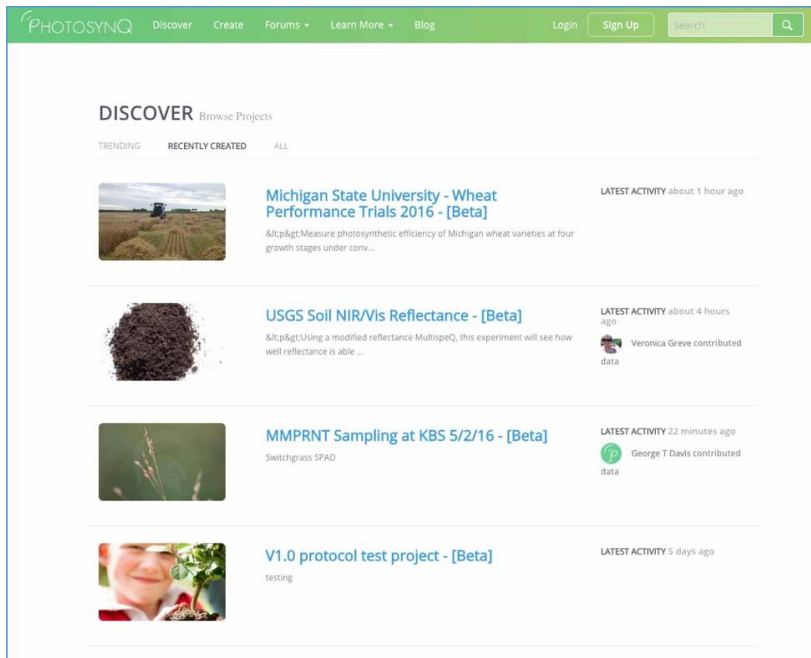 PHOTOSYNQ Discover Create Forums Learn More Blog Login Sign Up Search
DISCOVER Browse Projects
TRENDING RECENTLY CREATED ALL
Michigan State University - Wheat
Performance Trials 2016 - [Beta]
&lt;p&gt;Measure photosynthetic efficiency of Michigan wheat varieties at four
growth stages under conv...
LATEST ACTIVITY about 1 hour ago
USGS Soil NIR/Vis Reflectance - [Beta]
&lt;p&gt;Using a modified reflectance MultispeQ, this experiment will see how
well reflectance is able ...
LATEST ACTIVITY about 4 hours
ago
Veronica Greve contributed
data
MMPRNT Sampling at KBS 5/2/16 - [Beta]
Switchgrass SPAD
LATEST ACTIVITY 22 minutes ago
George T Davis contributed
data
V1.0 protocol test project - [Beta]
testing
LATEST ACTIVITY 5 days ago